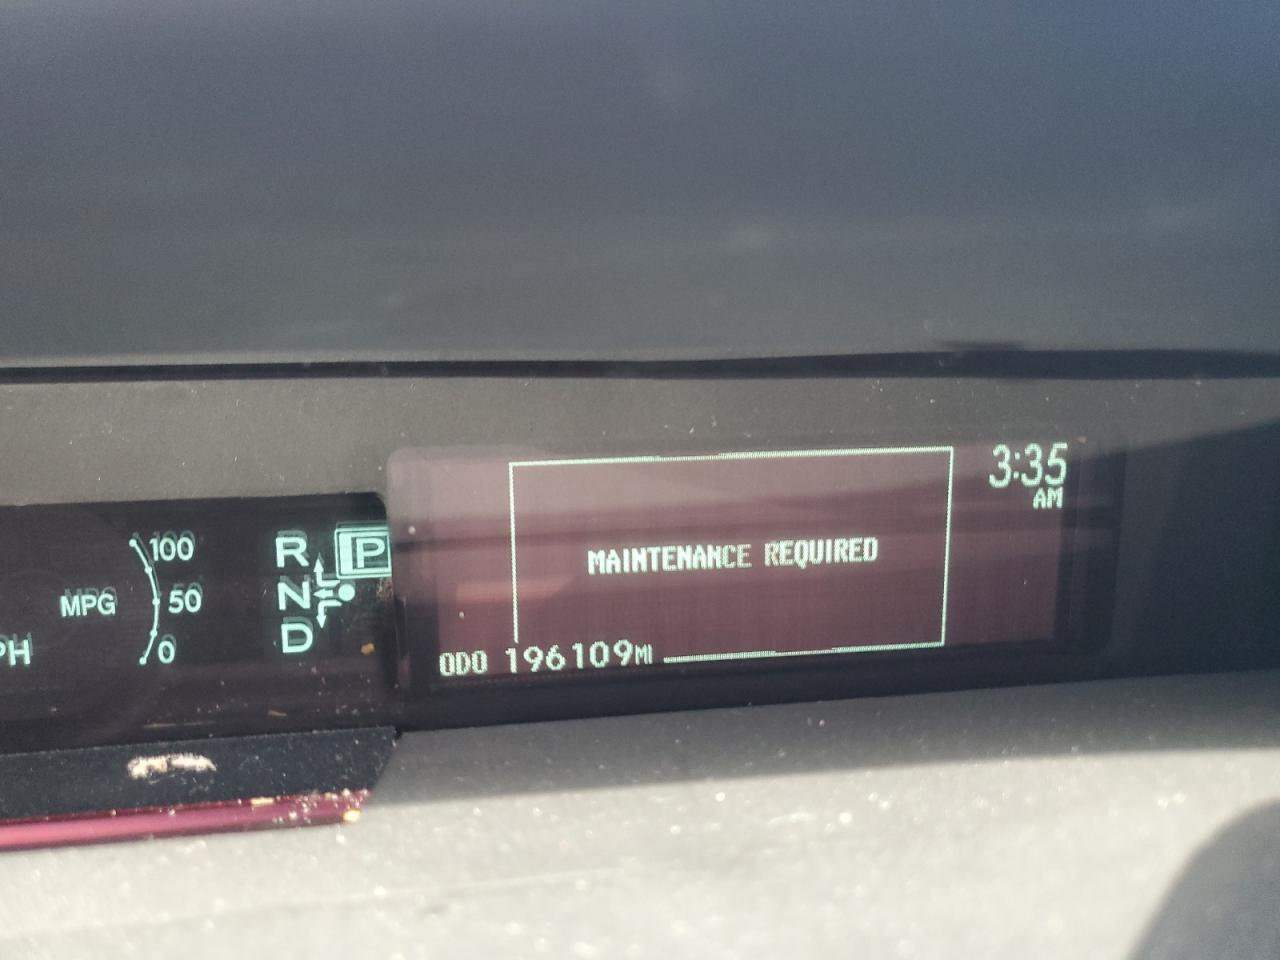 3:35
AM
100
R P
MPG
50
N
MAINTENANCE REQUIRED
PH
0
D
ODO 196109MI